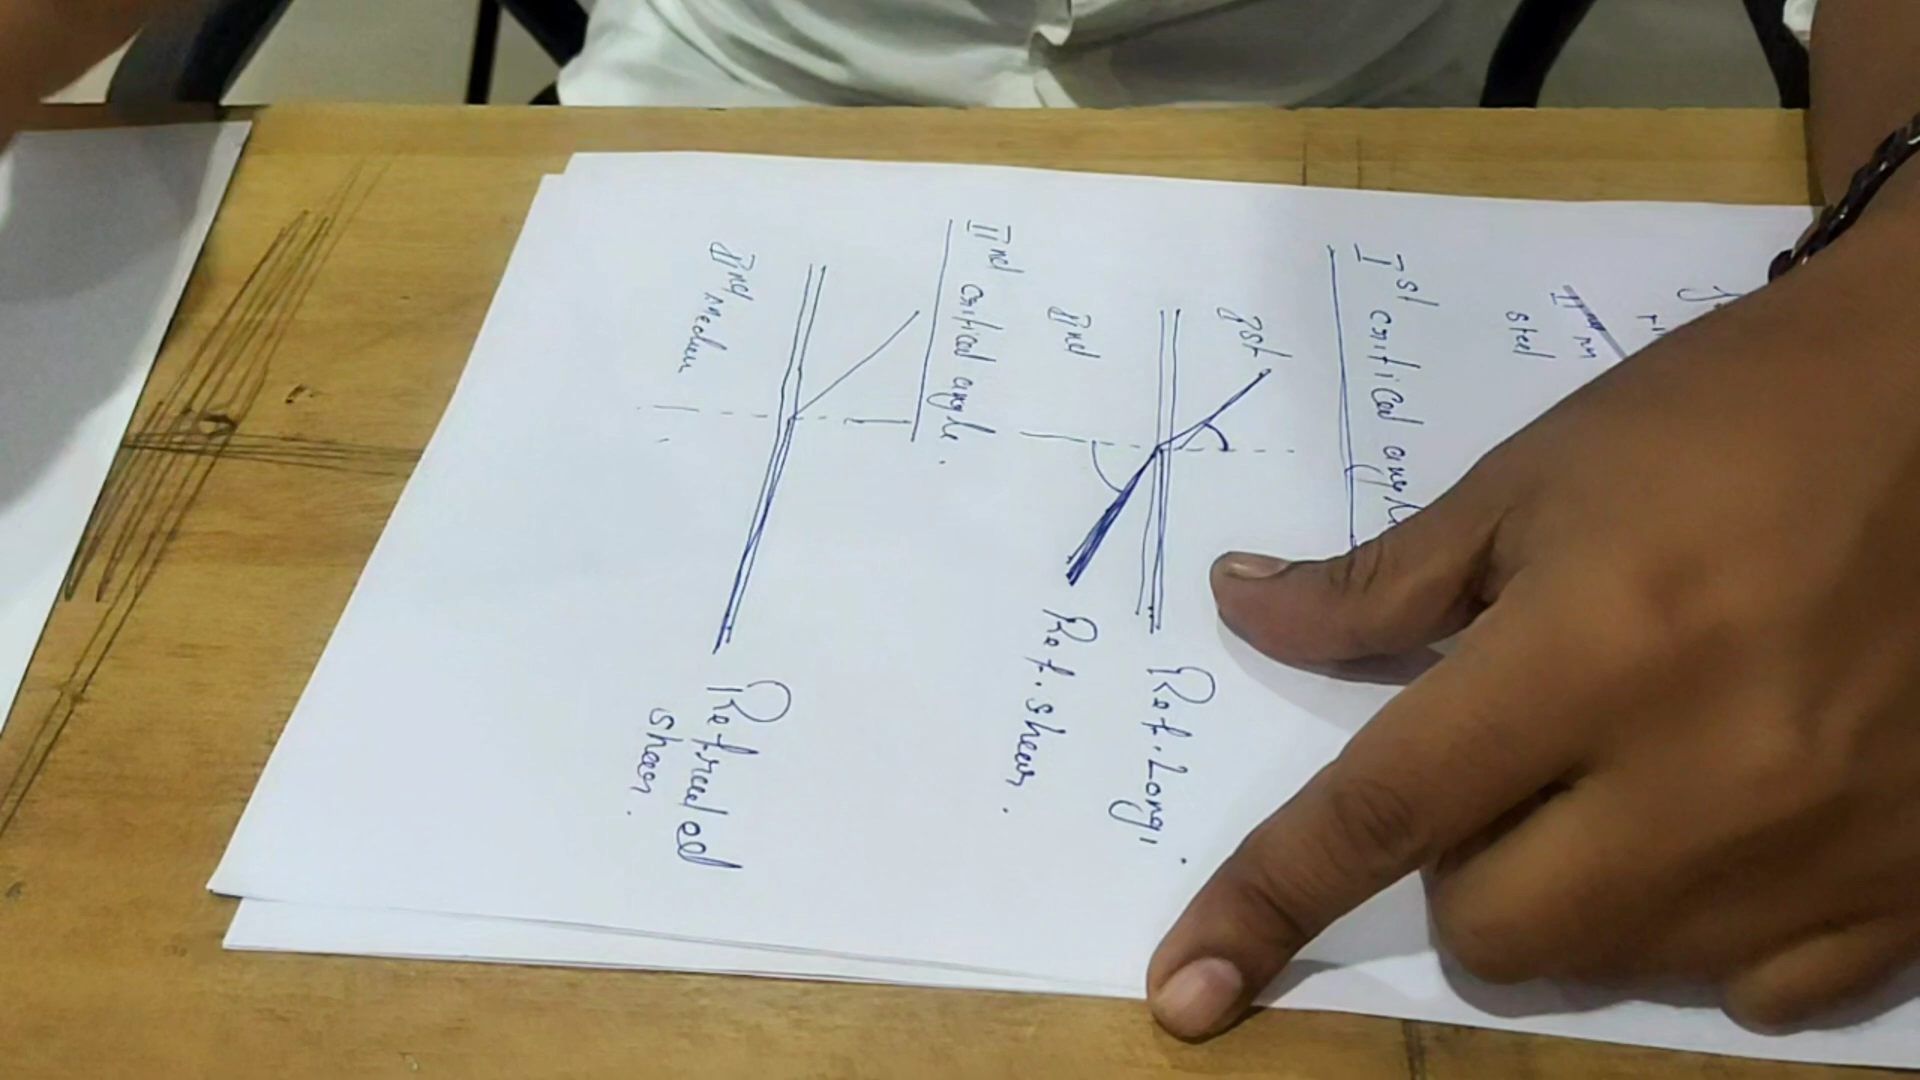 steel
Ist critical angle
Ist
IInd
Ref. Longi.
Ref. shear.
IInd critical angle.
IInd medium
Refracted
shear.